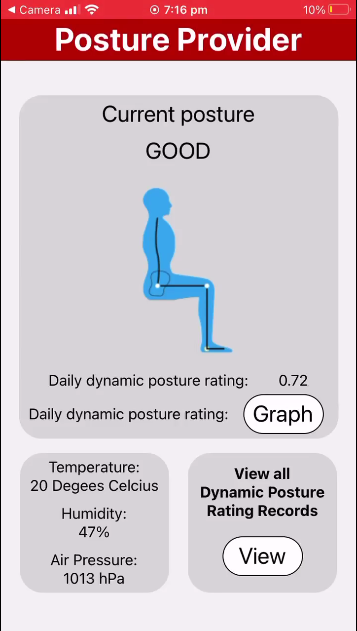 Camera 7:16 pm 10%
Posture Provider
Current posture
GOOD
Daily dynamic posture rating: 0.72
Daily dynamic posture rating: Graph
Temperature:
20 Degees Celcius
Humidity:
47%
Air Pressure:
1013 hPa
View all
Dynamic Posture
Rating Records
View